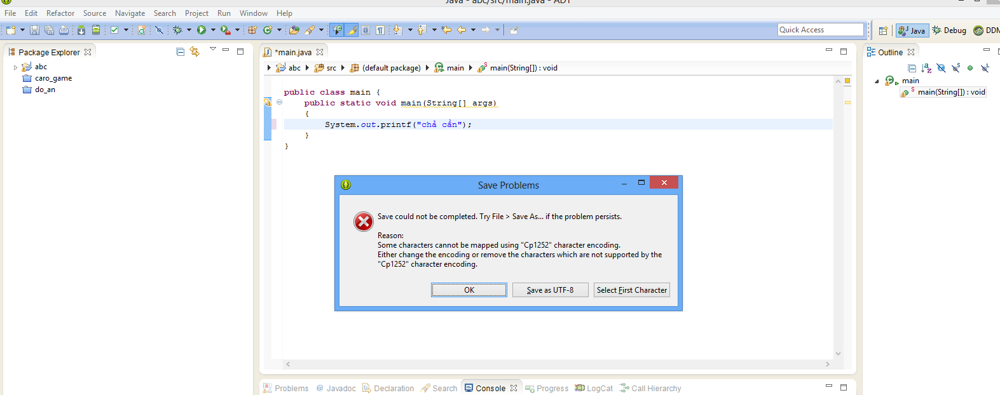 Java - abc/src/main.java - ADT
File Edit Refactor Source Navigate Search Project Run Window Help
Quick Access
Java
Debug
DDM
Package Explorer
abc
caro_game
do_an
*main.java
abc src (default package) main main(String[]) : void
public class main {
public static void main(String[] args)
{
System.out.printf("chả cần");
}
}
Save Problems
Save could not be completed. Try File > Save As... if the problem persists.
Reason:
Some characters cannot be mapped using "Cp1252" character encoding.
Either change the encoding or remove the characters which are not supported by the
"Cp1252" character encoding.
OK
Save as UTF-8
Select First Character
Outline
main
main(String[]) : void
Problems @ Javadoc Declaration Search Console Progress LogCat Call Hierarchy